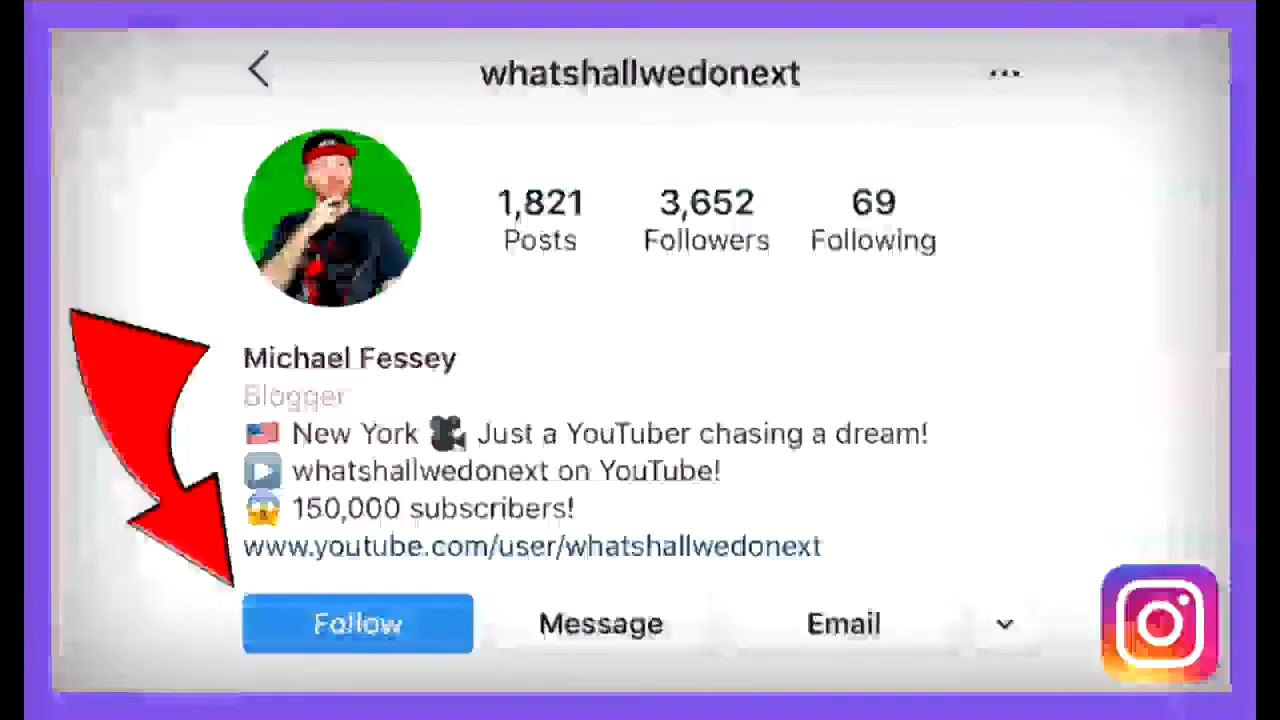 whatshallwedonext
1,821 3,652 69
Posts Followers Following
Michael Fessey
Blogger
🇺🇸 New York 🎥 Just a YouTuber chasing a dream!
▶️ whatshallwedonext on YouTube!
😱 150,000 subscribers!
www.youtube.com/user/whatshallwedonext
Follow Message Email